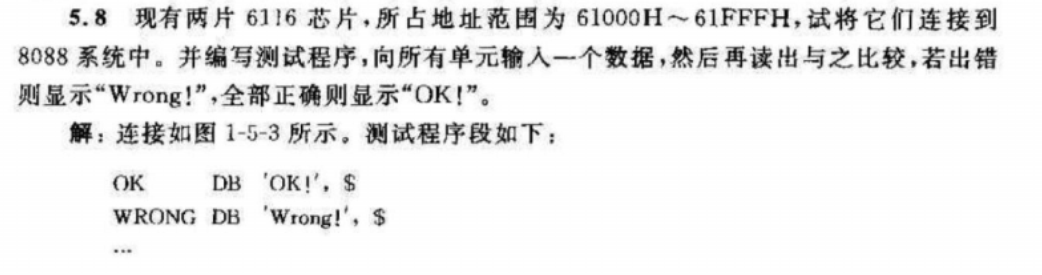 5.8 现有两片 6116 芯片,所占地址范围为 61000H～61FFFH,试将它们连接到
8088 系统中。并编写测试程序,向所有单元输入一个数据,然后再读出与之比较,若出错
则显示“Wrong!”,全部正确则显示“OK!”。
解:连接如图 1-5-3 所示。测试程序段如下:
OK DB 'OK!', $
WRONG DB 'Wrong!', $
...